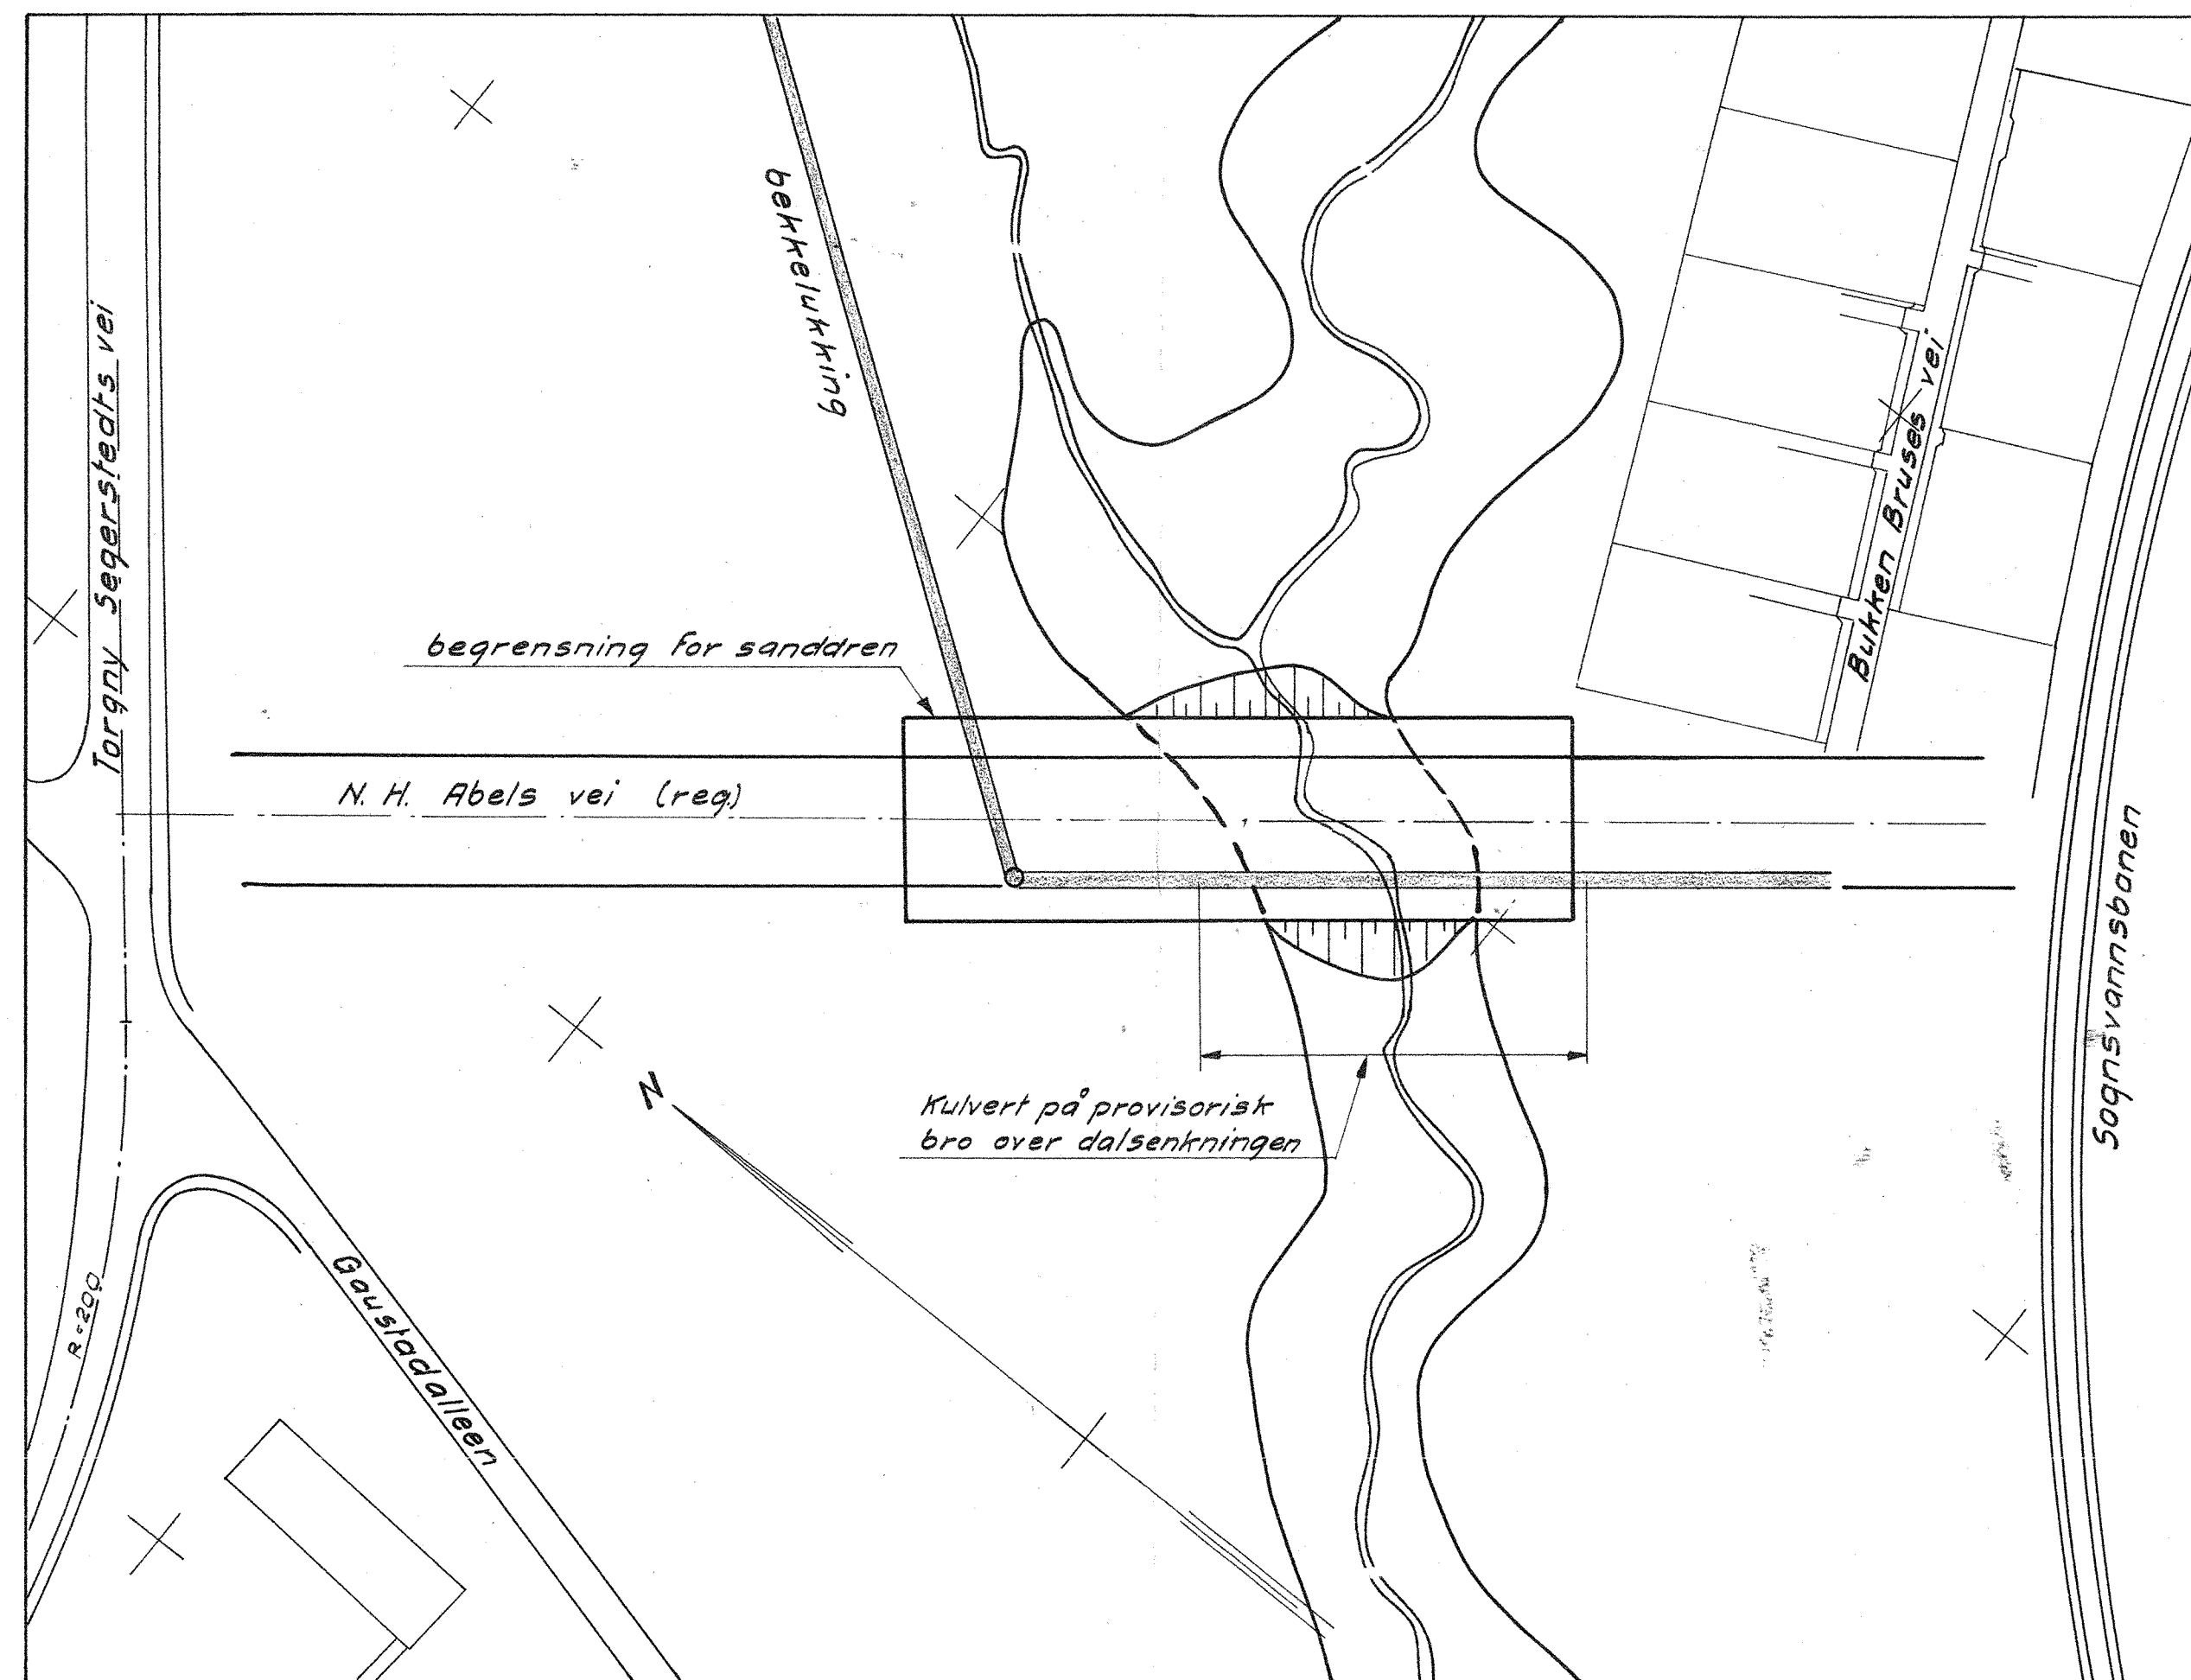 bekkelukking
Torgny Segerstedts vei
Bukken Bruses vei
begrensning for sanddren
N. H. Abels vei (reg.)
Sognsvannsbanen
N
Kulvert på provisorisk
bro over dalsenkningen
R=200
Gaustadalleen